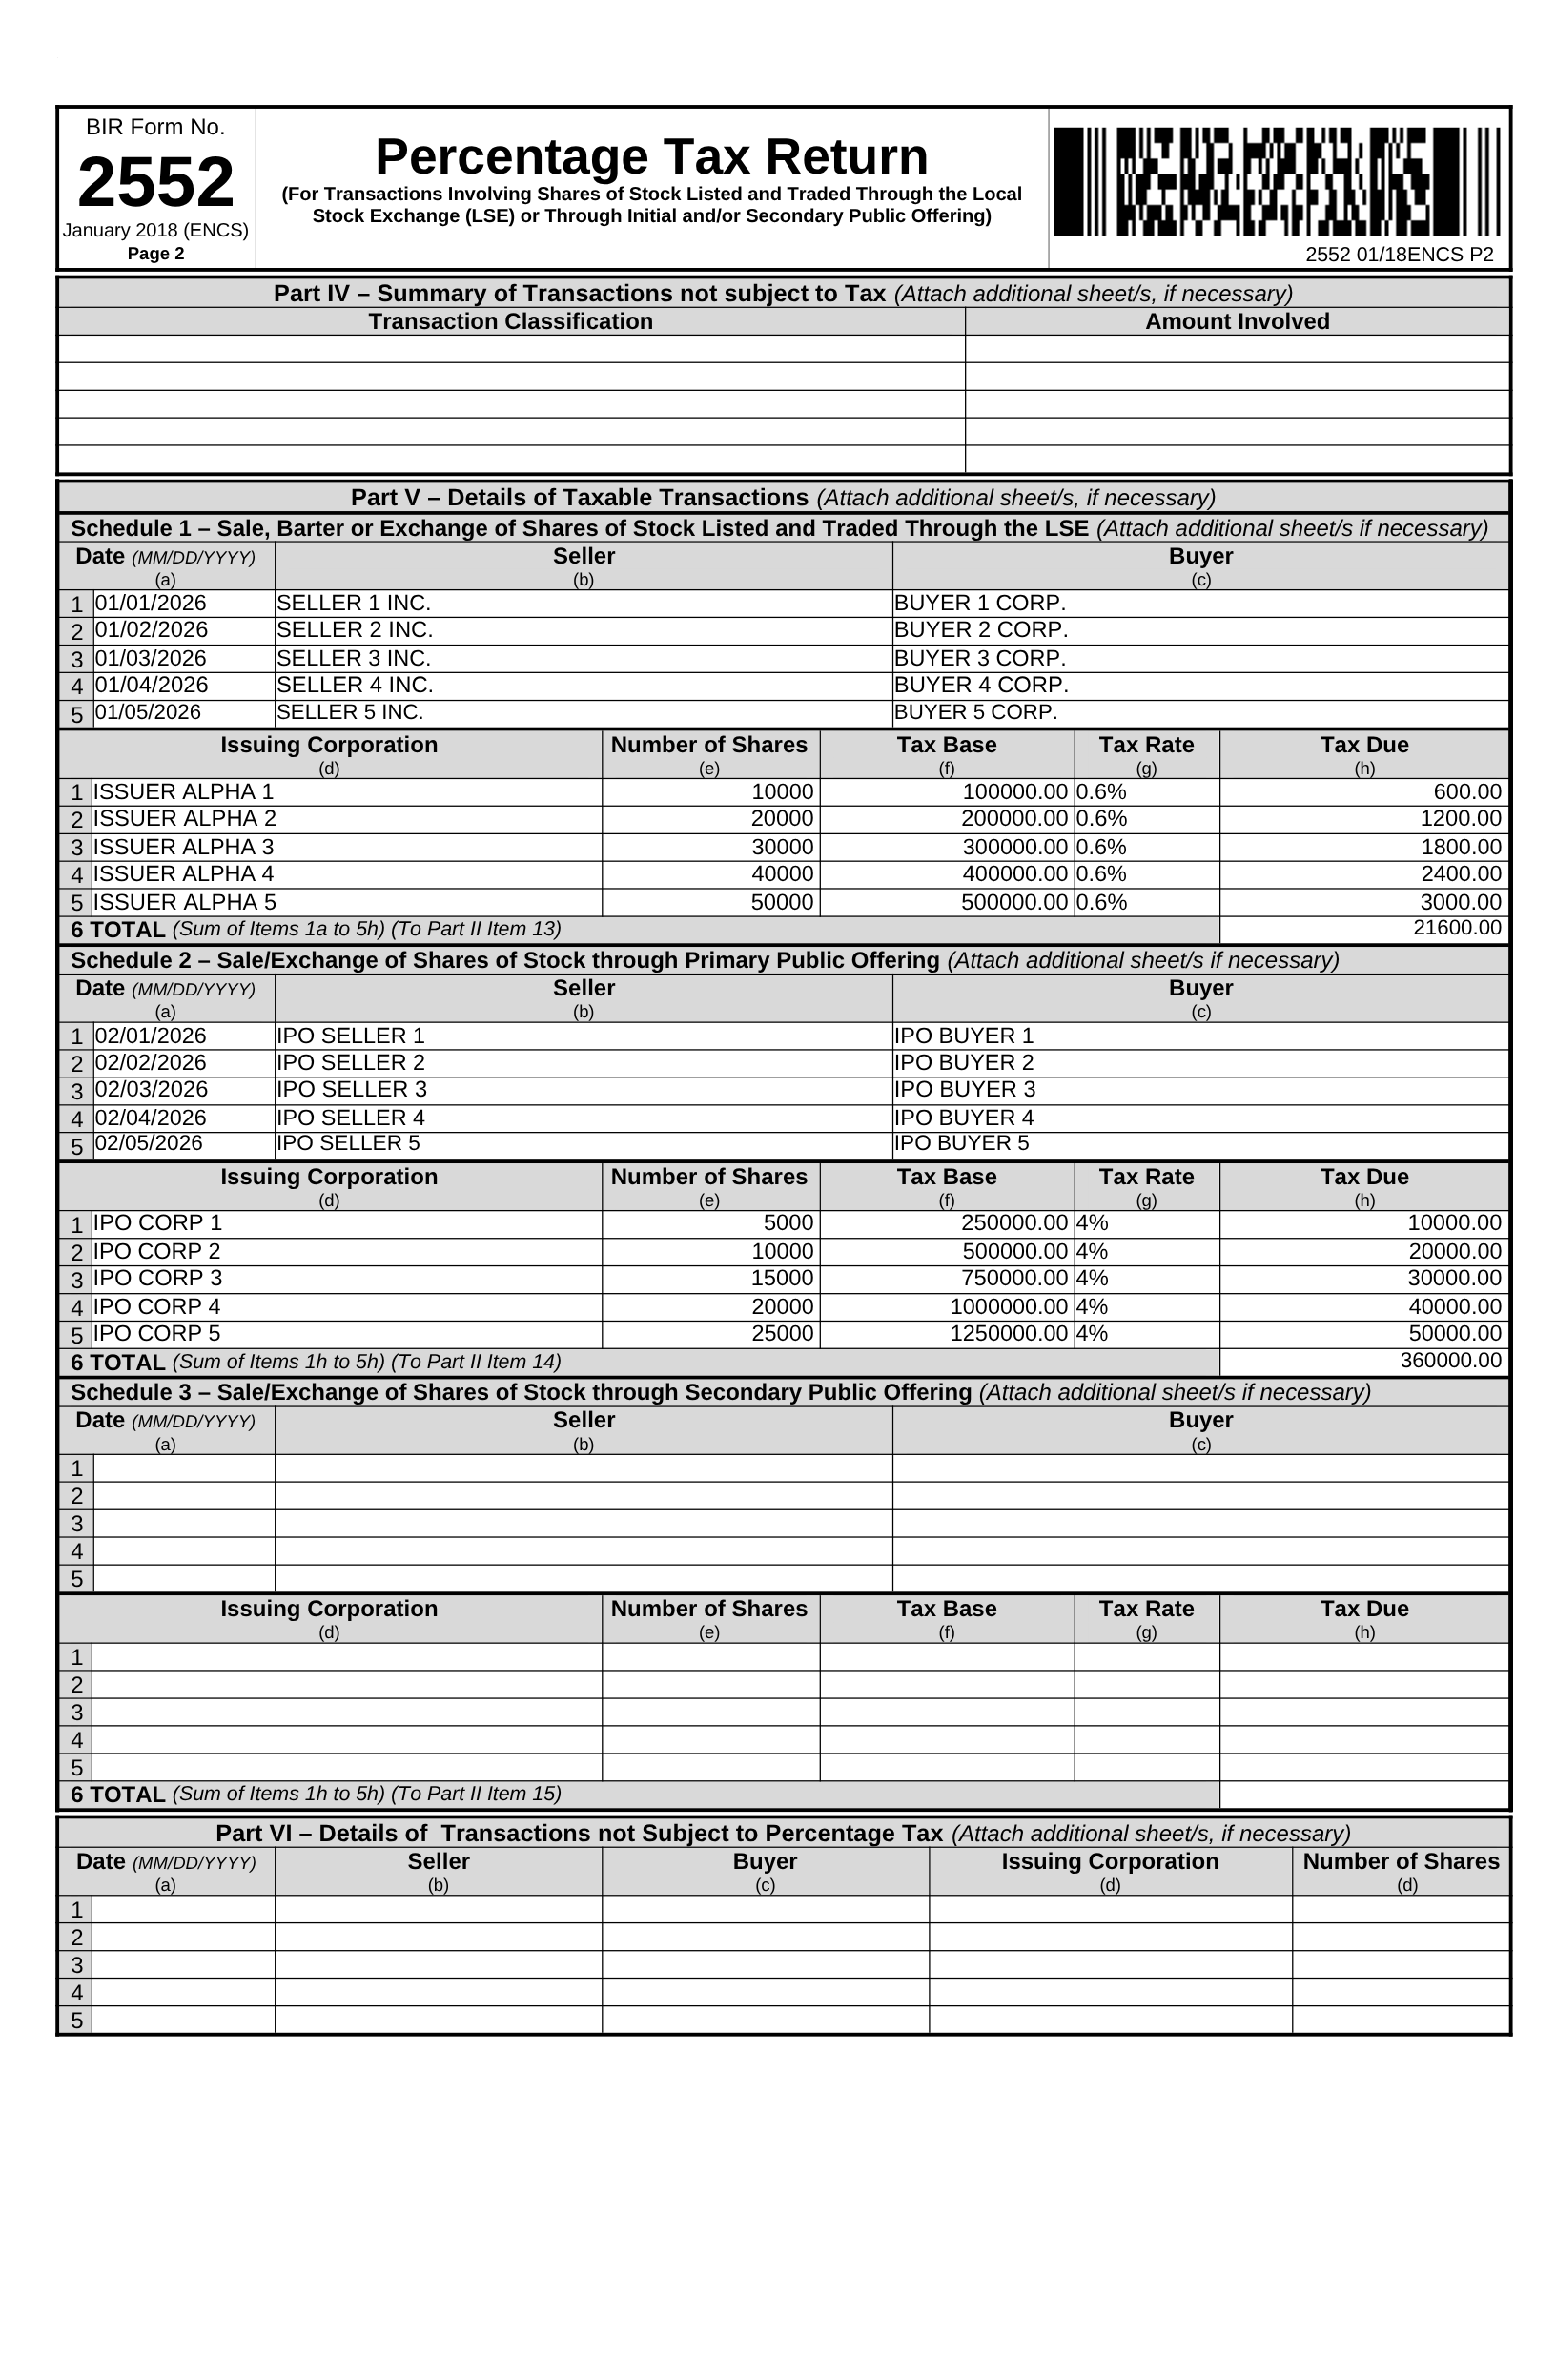 BIR Form No.
2552
January 2018 (ENCS)
Page 2
Percentage Tax Return
(For Transactions Involving Shares of Stock Listed and Traded Through the Local
Stock Exchange (LSE) or Through Initial and/or Secondary Public Offering)
2552 01/18ENCS P2
Part IV – Summary of Transactions not subject to Tax (Attach additional sheet/s, if necessary)
Transaction Classification Amount Involved
Part V – Details of Taxable Transactions (Attach additional sheet/s, if necessary)
Schedule 1 – Sale, Barter or Exchange of Shares of Stock Listed and Traded Through the LSE (Attach additional sheet/s if necessary)
Date (MM/DD/YYYY) Seller Buyer
(a) (b) (c)
1 01/01/2026 SELLER 1 INC. BUYER 1 CORP.
2 01/02/2026 SELLER 2 INC. BUYER 2 CORP.
3 01/03/2026 SELLER 3 INC. BUYER 3 CORP.
4 01/04/2026 SELLER 4 INC. BUYER 4 CORP.
5 01/05/2026 SELLER 5 INC. BUYER 5 CORP.
Issuing Corporation Number of Shares Tax Base Tax Rate Tax Due
(d) (e) (f) (g) (h)
1 ISSUER ALPHA 1 10000 100000.00 0.6% 600.00
2 ISSUER ALPHA 2 20000 200000.00 0.6% 1200.00
3 ISSUER ALPHA 3 30000 300000.00 0.6% 1800.00
4 ISSUER ALPHA 4 40000 400000.00 0.6% 2400.00
5 ISSUER ALPHA 5 50000 500000.00 0.6% 3000.00
6 TOTAL (Sum of Items 1a to 5h) (To Part II Item 13) 21600.00
Schedule 2 – Sale/Exchange of Shares of Stock through Primary Public Offering (Attach additional sheet/s if necessary)
Date (MM/DD/YYYY) Seller Buyer
(a) (b) (c)
1 02/01/2026 IPO SELLER 1 IPO BUYER 1
2 02/02/2026 IPO SELLER 2 IPO BUYER 2
3 02/03/2026 IPO SELLER 3 IPO BUYER 3
4 02/04/2026 IPO SELLER 4 IPO BUYER 4
5 02/05/2026 IPO SELLER 5 IPO BUYER 5
Issuing Corporation Number of Shares Tax Base Tax Rate Tax Due
(d) (e) (f) (g) (h)
1 IPO CORP 1 5000 250000.00 4% 10000.00
2 IPO CORP 2 10000 500000.00 4% 20000.00
3 IPO CORP 3 15000 750000.00 4% 30000.00
4 IPO CORP 4 20000 1000000.00 4% 40000.00
5 IPO CORP 5 25000 1250000.00 4% 50000.00
6 TOTAL (Sum of Items 1h to 5h) (To Part II Item 14) 360000.00
Schedule 3 – Sale/Exchange of Shares of Stock through Secondary Public Offering (Attach additional sheet/s if necessary)
Date (MM/DD/YYYY) Seller Buyer
(a) (b) (c)
1
2
3
4
5
Issuing Corporation Number of Shares Tax Base Tax Rate Tax Due
(d) (e) (f) (g) (h)
1
2
3
4
5
6 TOTAL (Sum of Items 1h to 5h) (To Part II Item 15)
Part VI – Details of Transactions not Subject to Percentage Tax (Attach additional sheet/s, if necessary)
Date (MM/DD/YYYY) Seller Buyer Issuing Corporation Number of Shares
(a) (b) (c) (d) (d)
1
2
3
4
5